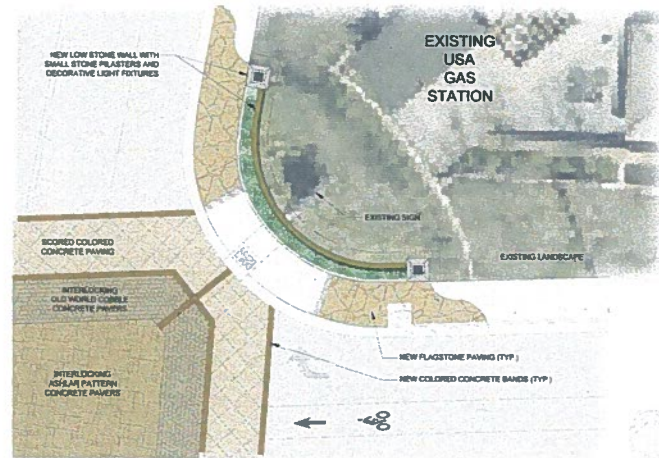 NEW LOW STONE WALL WITH
SMALL STONE PILASTERS AND
DECORATIVE LIGHT FIXTURES
EXISTING
USA
GAS
STATION
EXISTING SIGN
SCORED COLORED
CONCRETE PAVING
EXISTING LANDSCAPE
INTERLOCKING
OLD WORLD COBBLE
CONCRETE PAVERS
NEW FLAGSTONE PAVING (TYP.)
INTERLOCKING
ASHLAR PATTERN
CONCRETE PAVERS
NEW COLORED CONCRETE BANDS (TYP.)